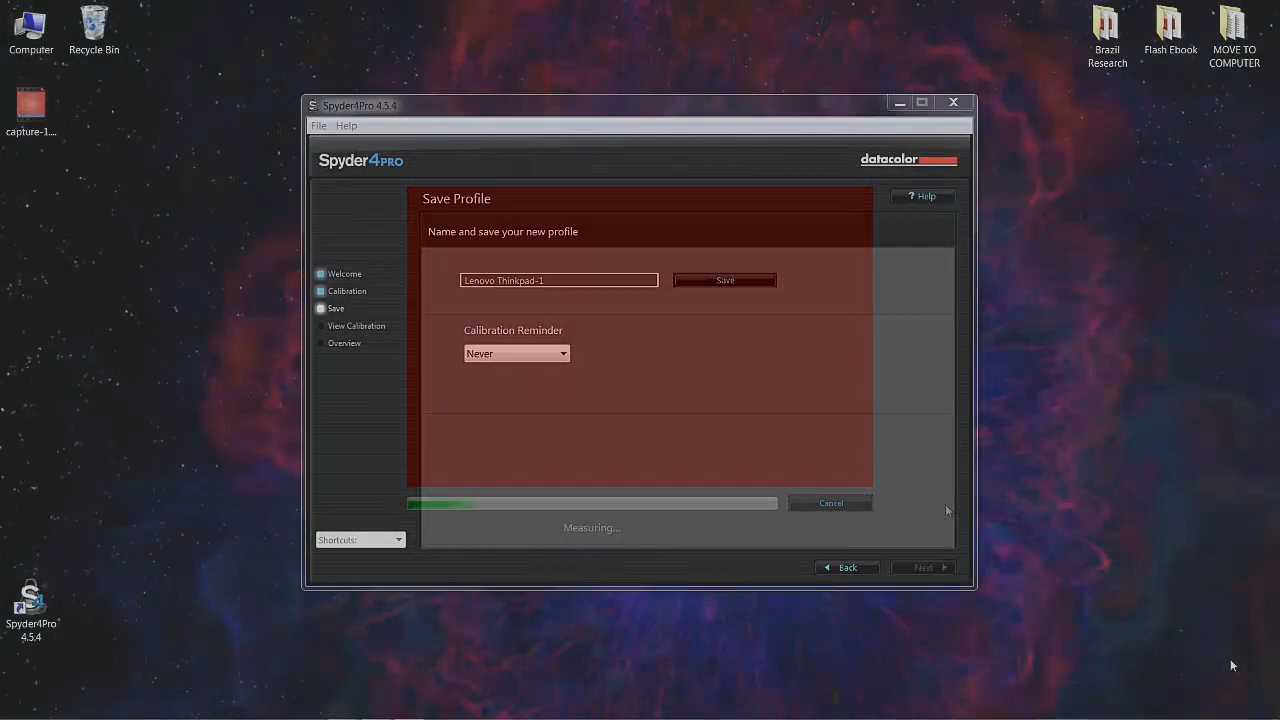 Computer
Recycle Bin
capture-1....
Brazil
Research
Flash Ebook
MOVE TO
COMPUTER
Spyder4Pro 4.5.4
File Help
Spyder4PRO
datacolor
Save Profile
? Help
Name and save your new profile
Lenovo Thinkpad-1
Save
Welcome
Calibration
Save
View Calibration
Overview
Calibration Reminder
Never
Cancel
Measuring...
Shortcuts:
Back
Next
Spyder4Pro
4.5.4